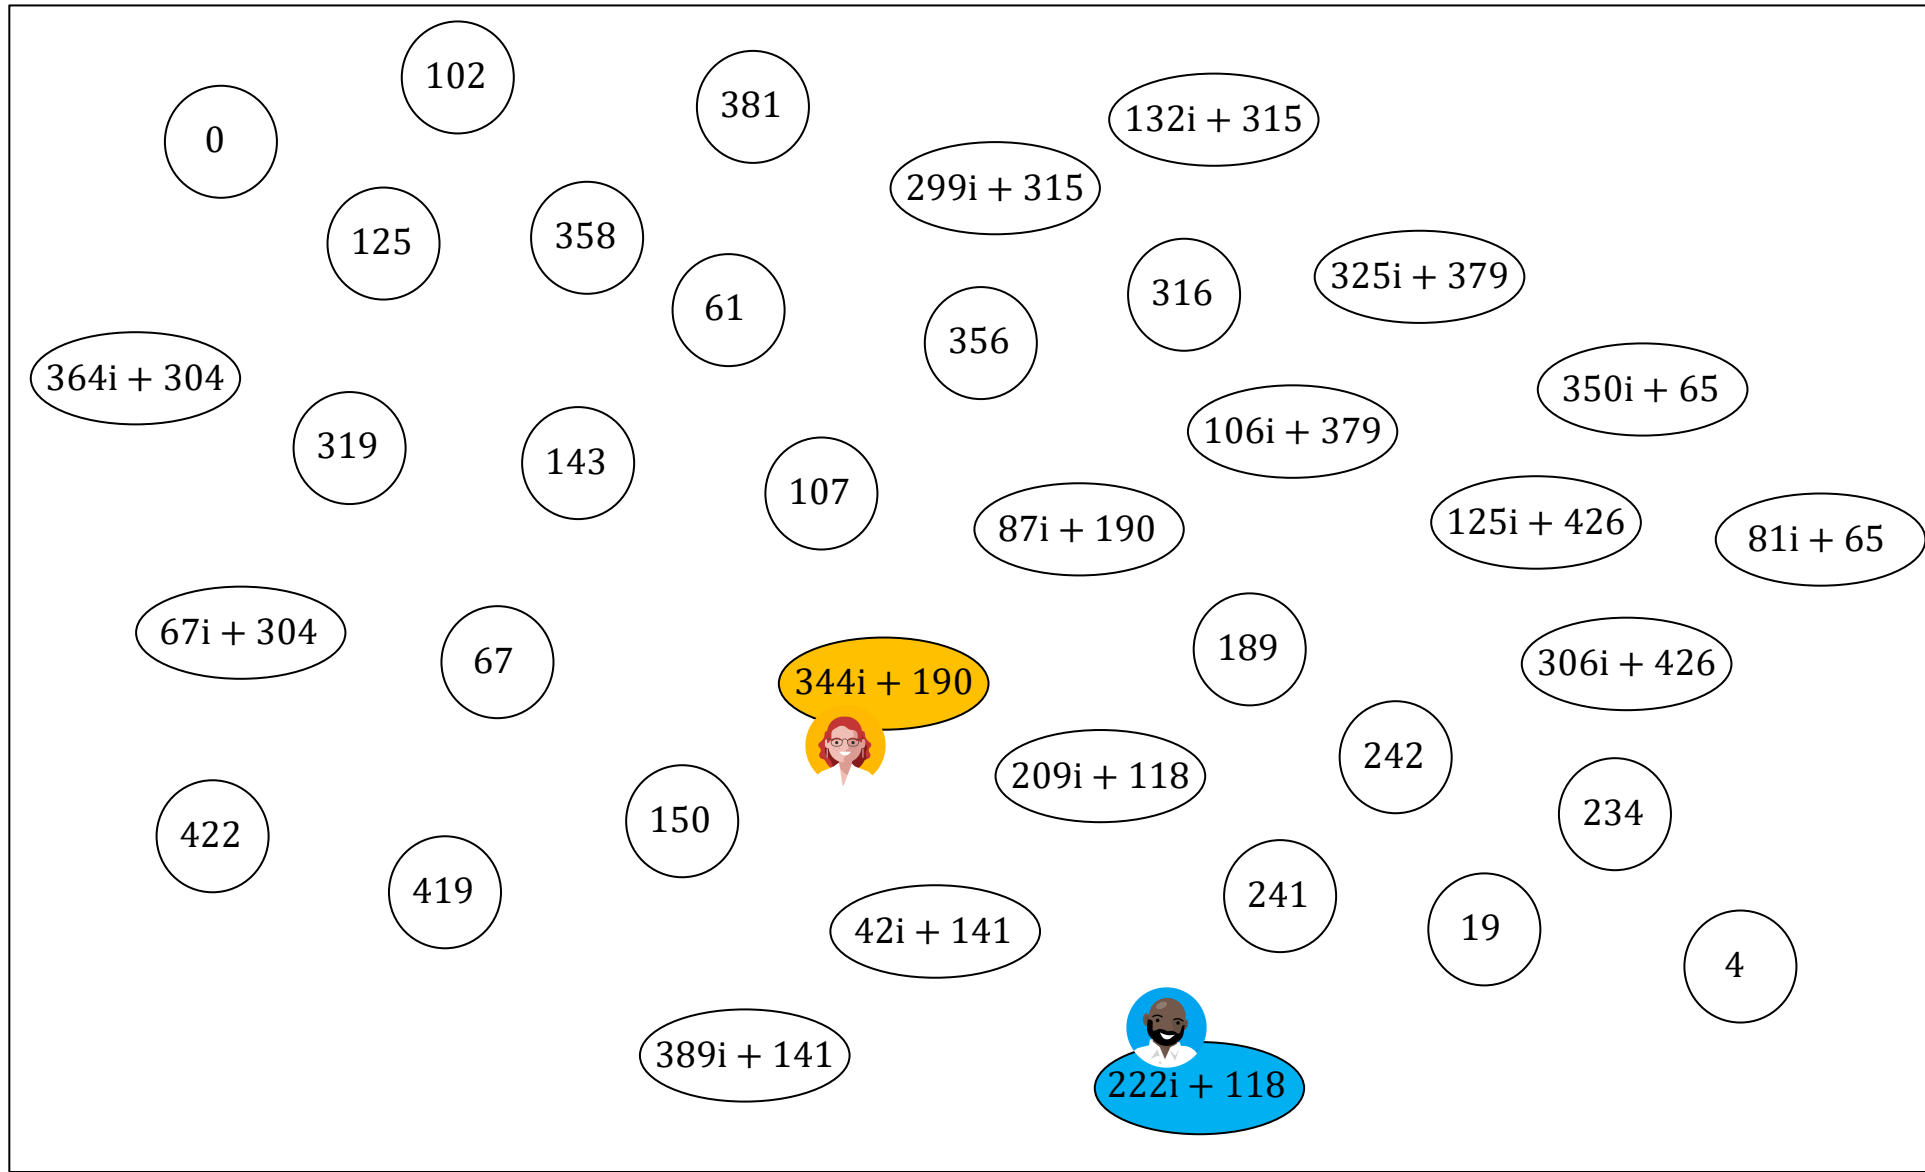 0
102
381
132i + 315
299i + 315
125
358
61
356
316
325i + 379
364i + 304
319
143
107
106i + 379
350i + 65
87i + 190
125i + 426
81i + 65
67i + 304
67
344i + 190
189
306i + 426
422
419
150
209i + 118
242
234
42i + 141
241
19
4
389i + 141
222i + 118